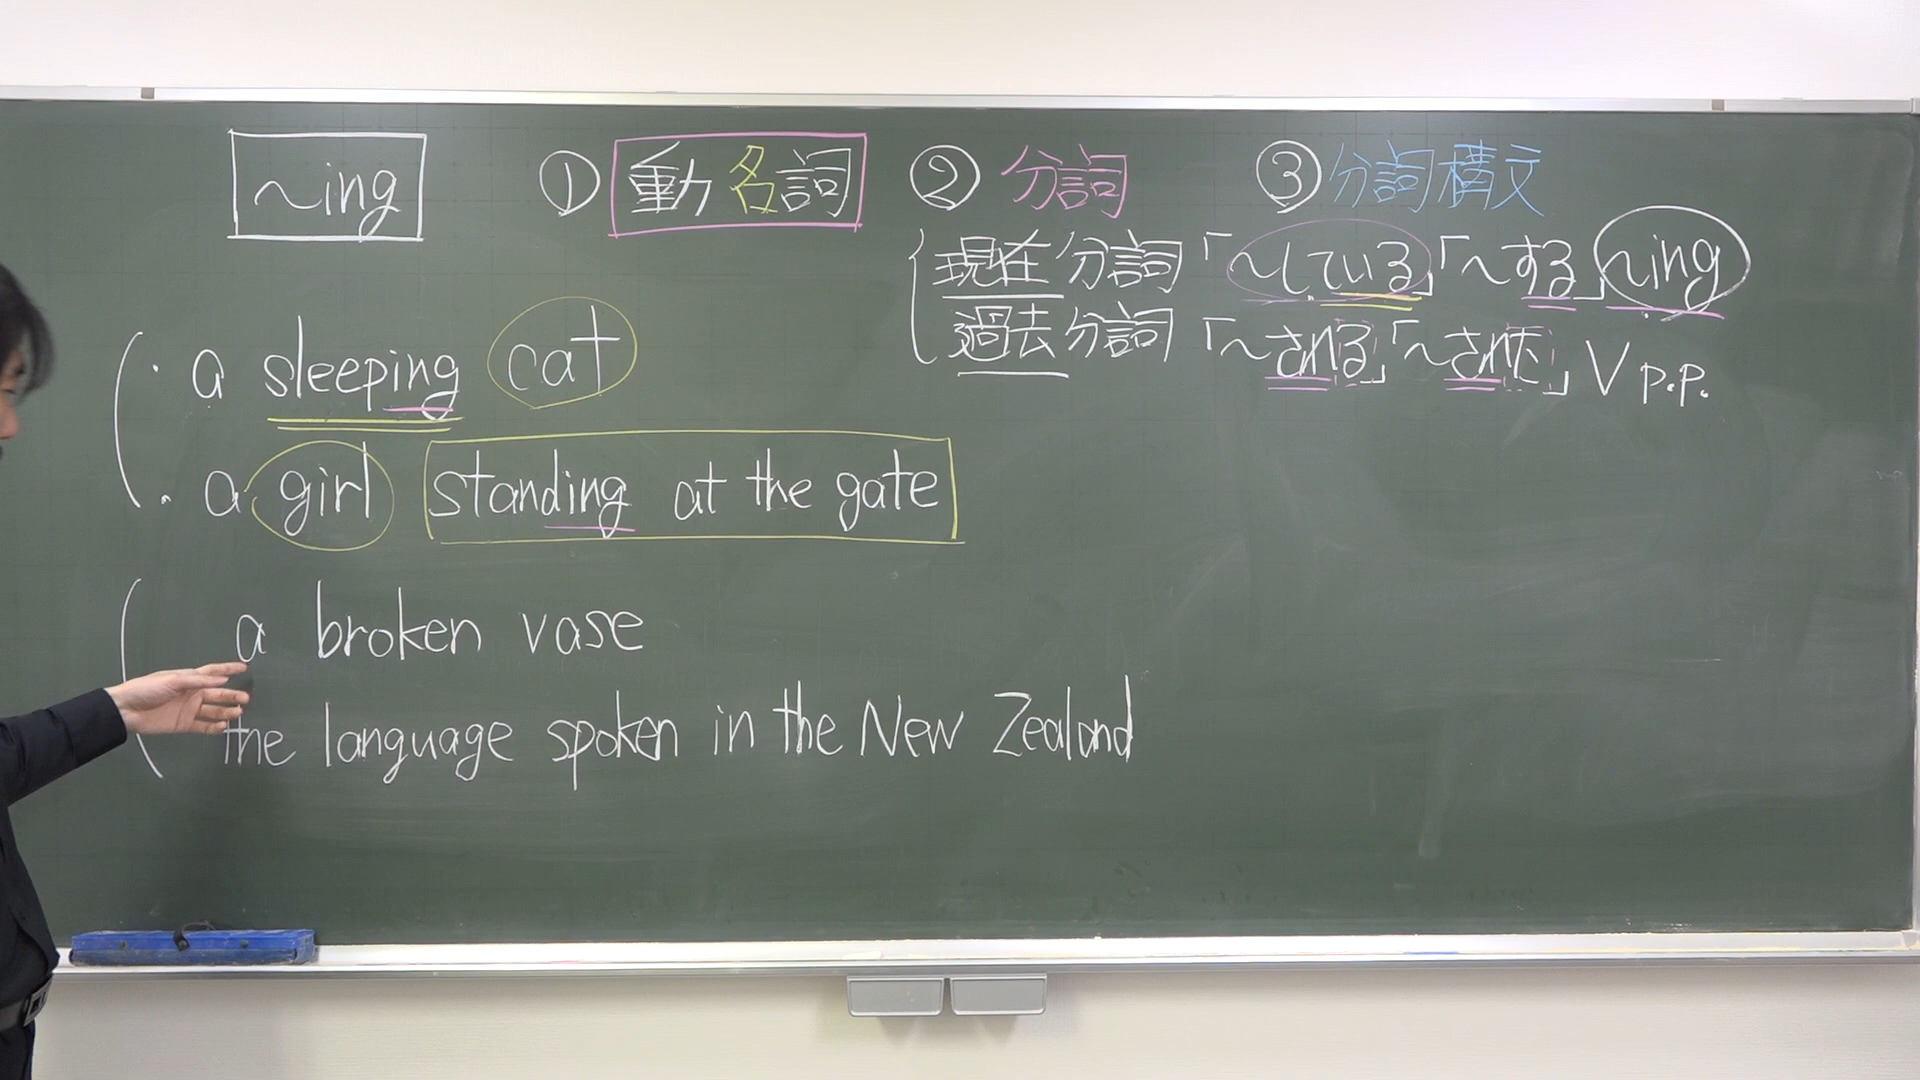 ~ing ① 動名詞 ② 分詞 ③ 分詞構文
現在分詞「~している」「~する」~ing
過去分詞「~される」「~された」V p.p.
・a sleeping cat
・a girl standing at the gate
a broken vase
the language spoken in the New Zealand